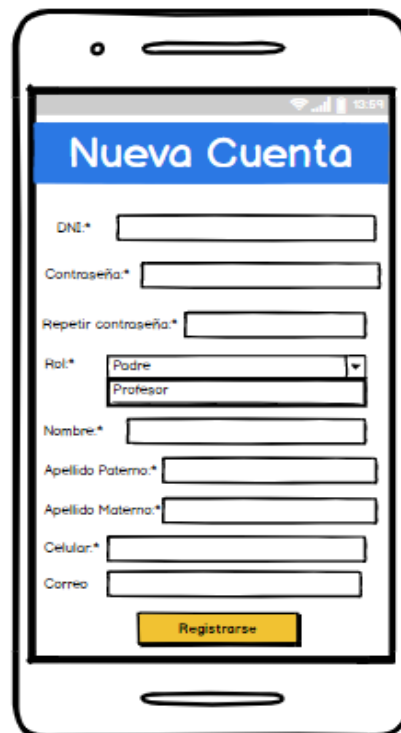 13:59
Nueva Cuenta
DNI:*
Contraseña:*
Repetir contraseña:*
Rol:* Padre
Profesor
Nombre:*
Apellido Paterno:*
Apellido Materno:*
Celular:*
Correo
Registrarse